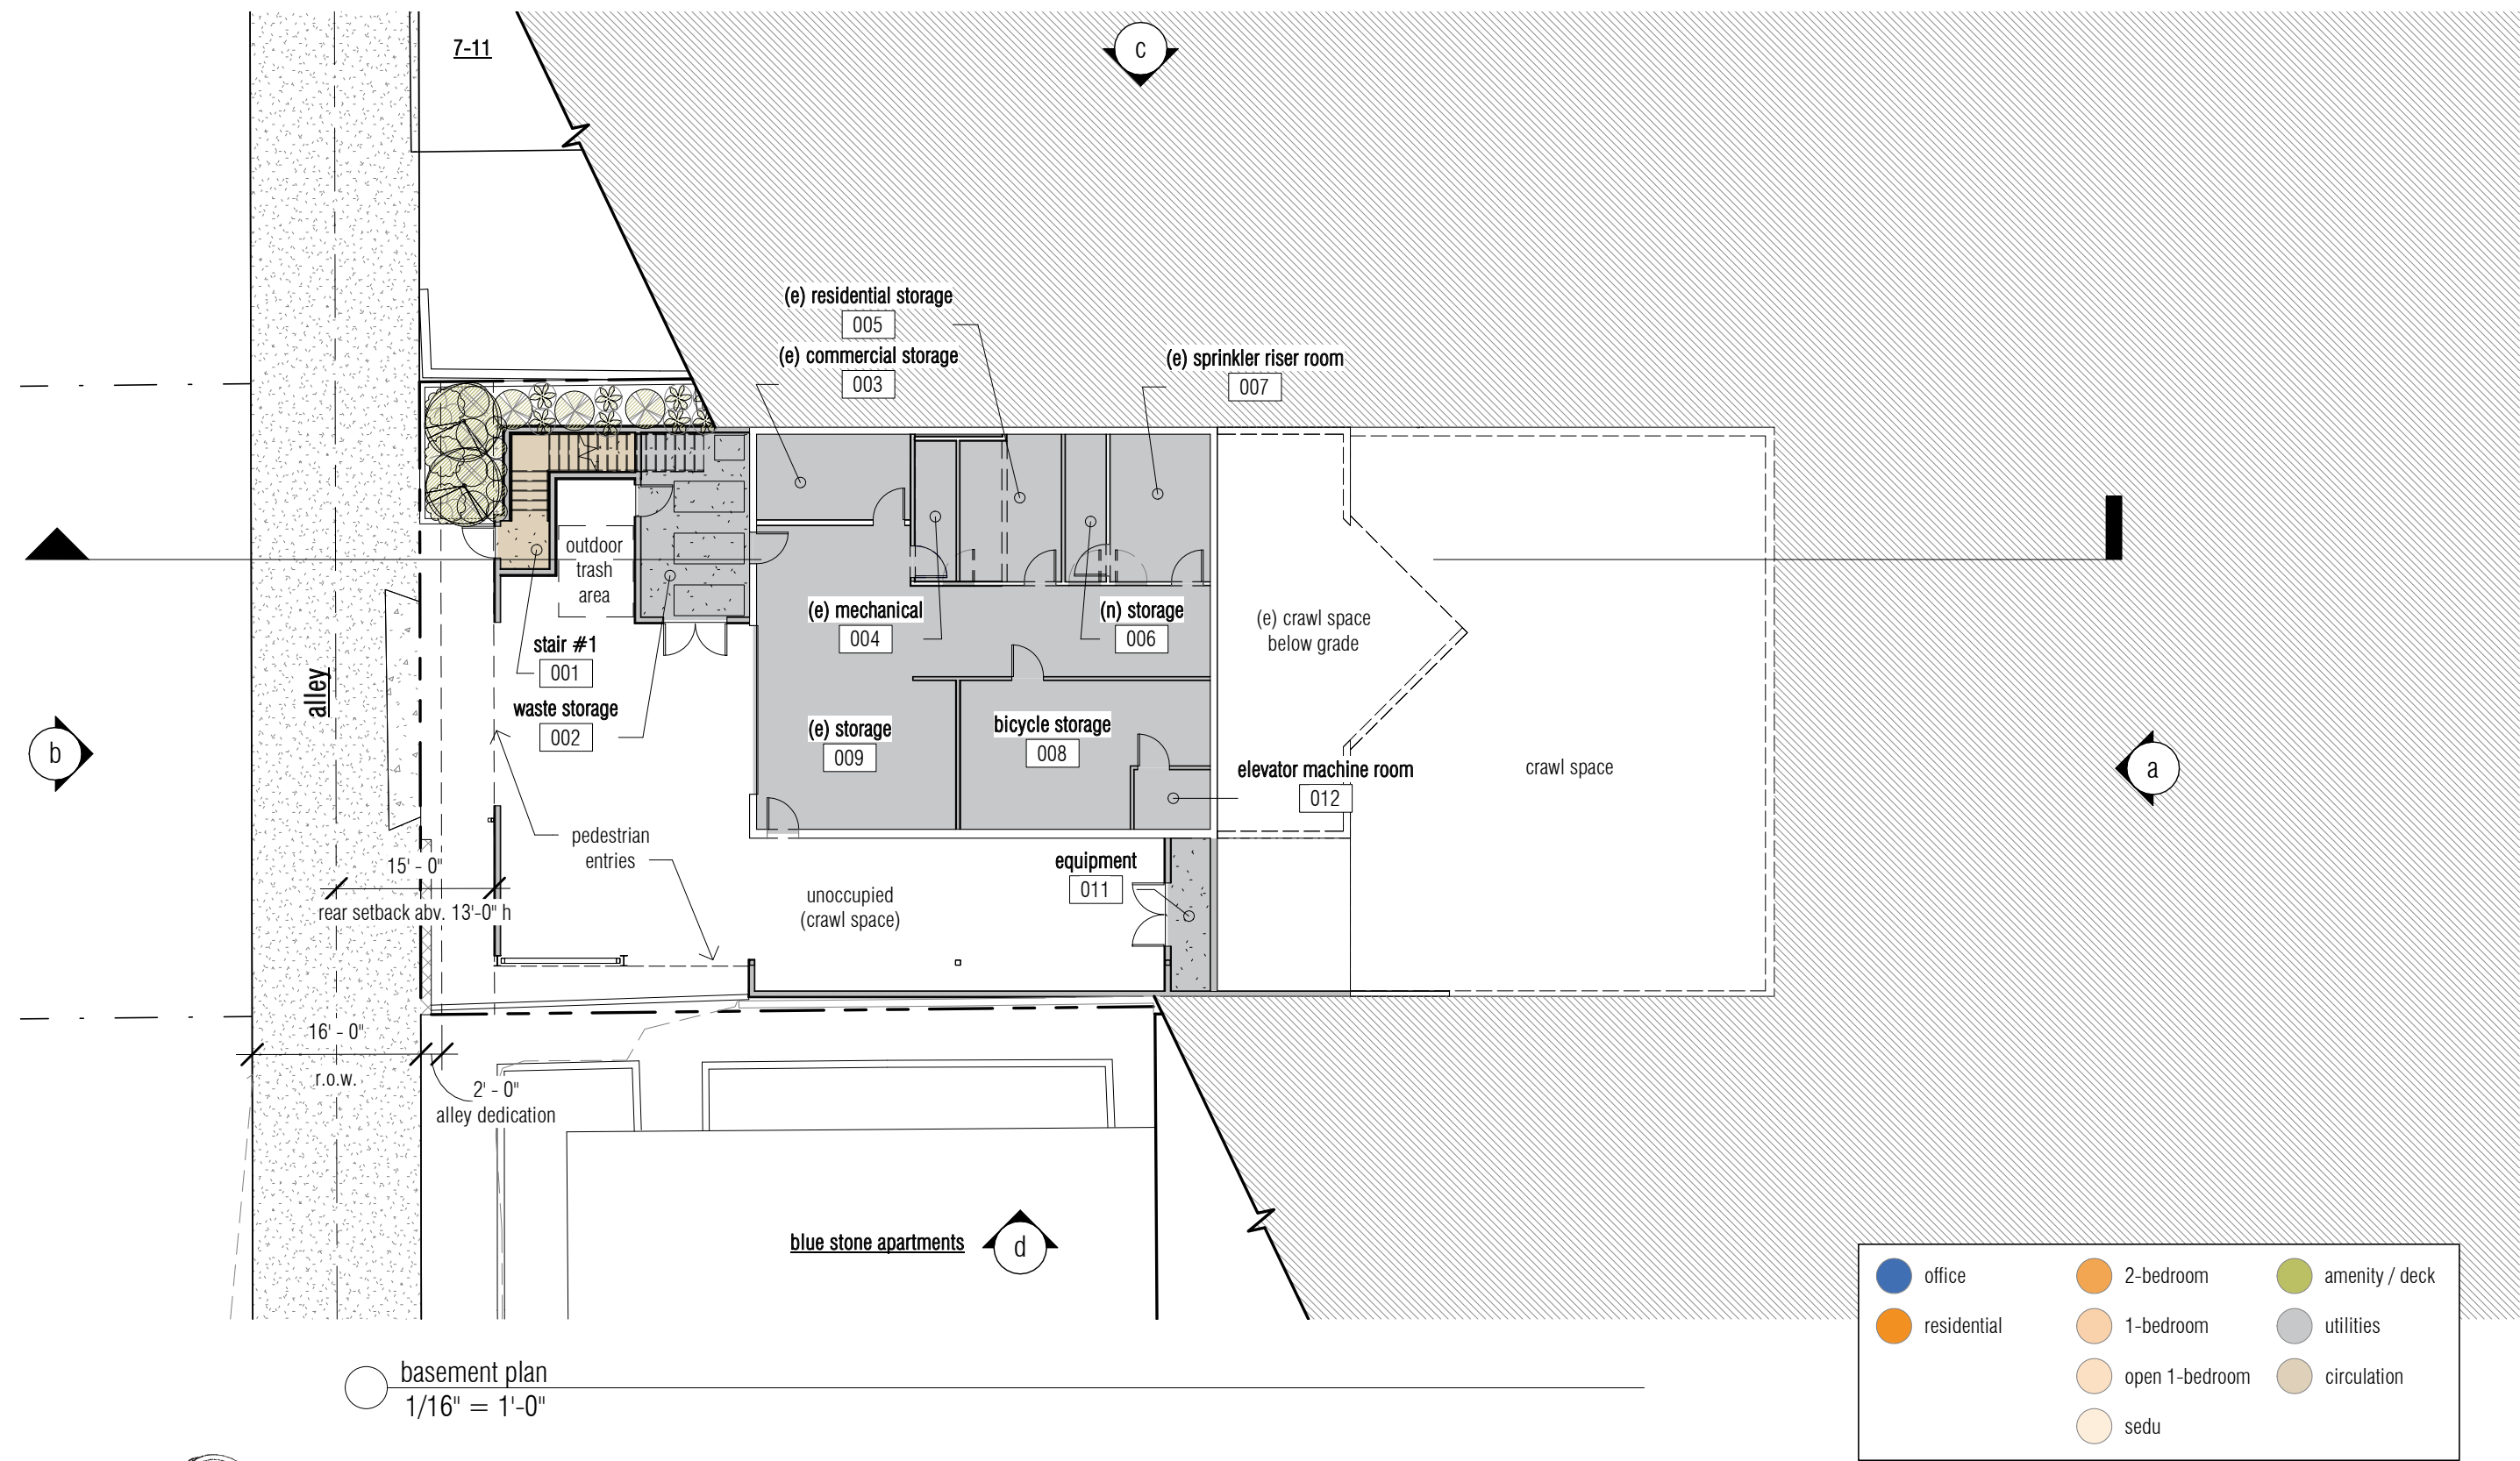 7-11
c
(e) residential storage
005
(e) commercial storage
003
(e) sprinkler riser room
007
outdoor
trash
area
(e) mechanical
004
(n) storage
006
(e) crawl space
below grade
stair #1
001
alley
waste storage
002
(e) storage
009
bicycle storage
008
b
a
elevator machine room
012
crawl space
pedestrian
entries
15' - 0"
rear setback abv. 13'-0" h
equipment
011
unoccupied
(crawl space)
16' - 0"
r.o.w.
2' - 0"
alley dedication
blue stone apartments
d
office
2-bedroom
amenity / deck
residential
1-bedroom
utilities
open 1-bedroom
circulation
sedu
basement plan
1/16" = 1'-0"